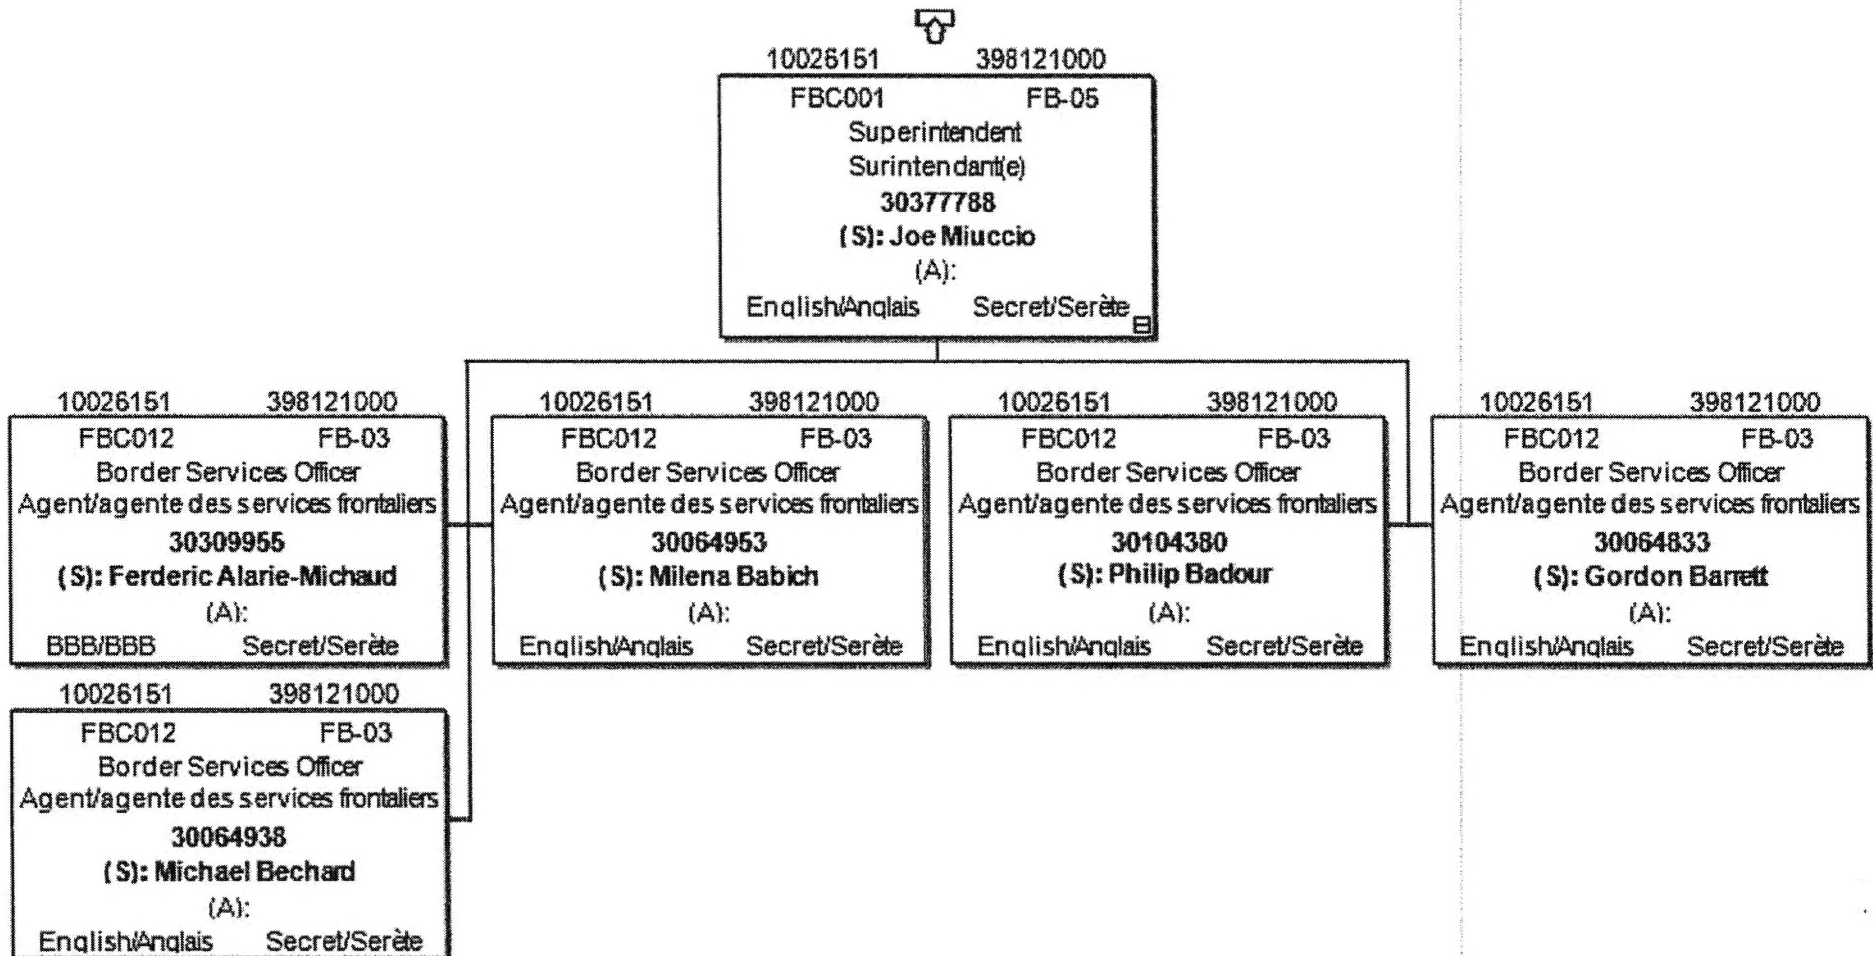 10026151 398121000
FBC001 FB-05
Superintendent
Surintendant(e)
30377788
(S): Joe Miuccio
(A):
English/Anglais Secret/Serète
10026151 398121000
FBC012 FB-03
Border Services Officer
Agent/agente des services frontaliers
30309955
(S): Ferderic Alarie-Michaud
(A):
BBB/BBB Secret/Serète
10026151 398121000
FBC012 FB-03
Border Services Officer
Agent/agente des services frontaliers
30064953
(S): Milena Babich
(A):
English/Anglais Secret/Serète
10026151 398121000
FBC012 FB-03
Border Services Officer
Agent/agente des services frontaliers
30104380
(S): Philip Badour
(A):
English/Anglais Secret/Serète
10026151 398121000
FBC012 FB-03
Border Services Officer
Agent/agente des services frontaliers
30064833
(S): Gordon Barrett
(A):
English/Anglais Secret/Serète
10026151 398121000
FBC012 FB-03
Border Services Officer
Agent/agente des services frontaliers
30064938
(S): Michael Bechard
(A):
English/Anglais Secret/Serète